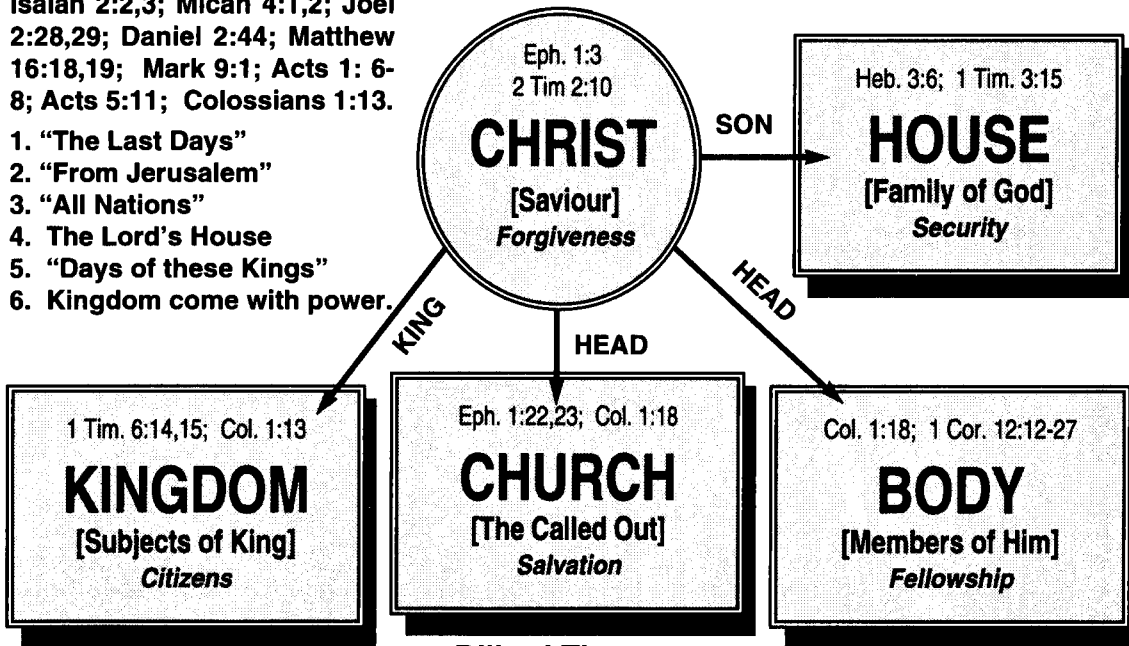 Isaiah 2:2,3; Micah 4:1,2; Joel
2:28,29; Daniel 2:44; Matthew
16:18,19; Mark 9:1; Acts 1: 6-
8; Acts 5:11; Colossians 1:13.
1. “The Last Days”
2. “From Jerusalem”
3. “All Nations”
4. The Lord’s House
5. “Days of these Kings”
6. Kingdom come with power.
Eph. 1:3
2 Tim 2:10
CHRIST
[Saviour]
Forgiveness
SON
Heb. 3:6; 1 Tim. 3:15
HOUSE
[Family of God]
Security
KING
HEAD
HEAD
1 Tim. 6:14,15; Col. 1:13
KINGDOM
[Subjects of King]
Citizens
Eph. 1:22,23; Col. 1:18
CHURCH
[The Called Out]
Salvation
Col. 1:18; 1 Cor. 12:12-27
BODY
[Members of Him]
Fellowship